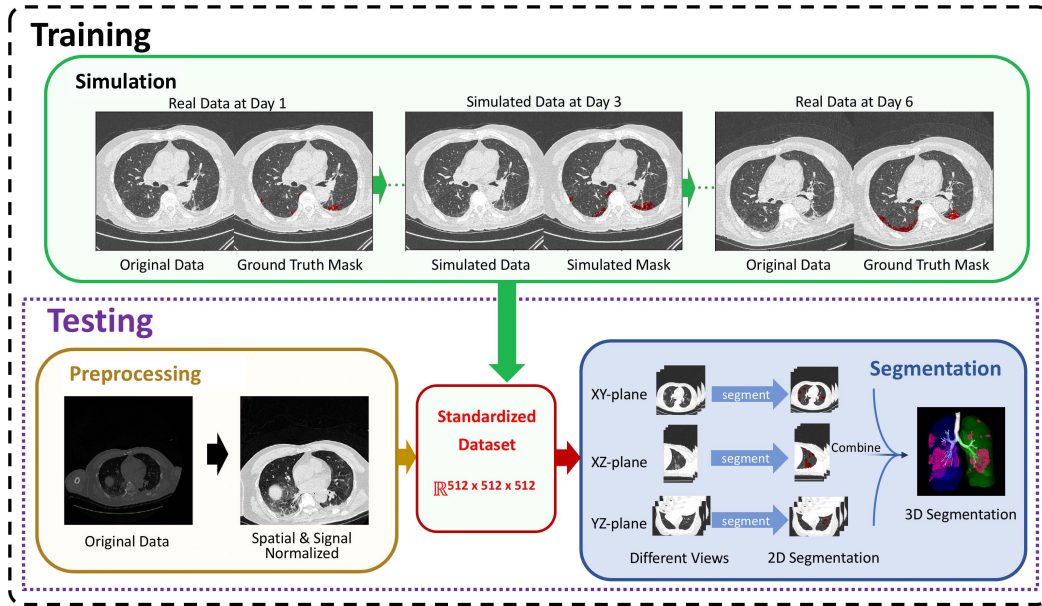 Training
Simulation
Real Data at Day 1
Simulated Data at Day 3
Real Data at Day 6
Original Data
Ground Truth Mask
Simulated Data
Simulated Mask
Original Data
Ground Truth Mask
Testing
Preprocessing
Original Data
Spatial & Signal
Normalized
Standardized
Dataset
ℝ512 x 512 x 512
Segmentation
XY-plane
segment
XZ-plane
segment
Combine
YZ-plane
segment
3D Segmentation
Different Views
2D Segmentation